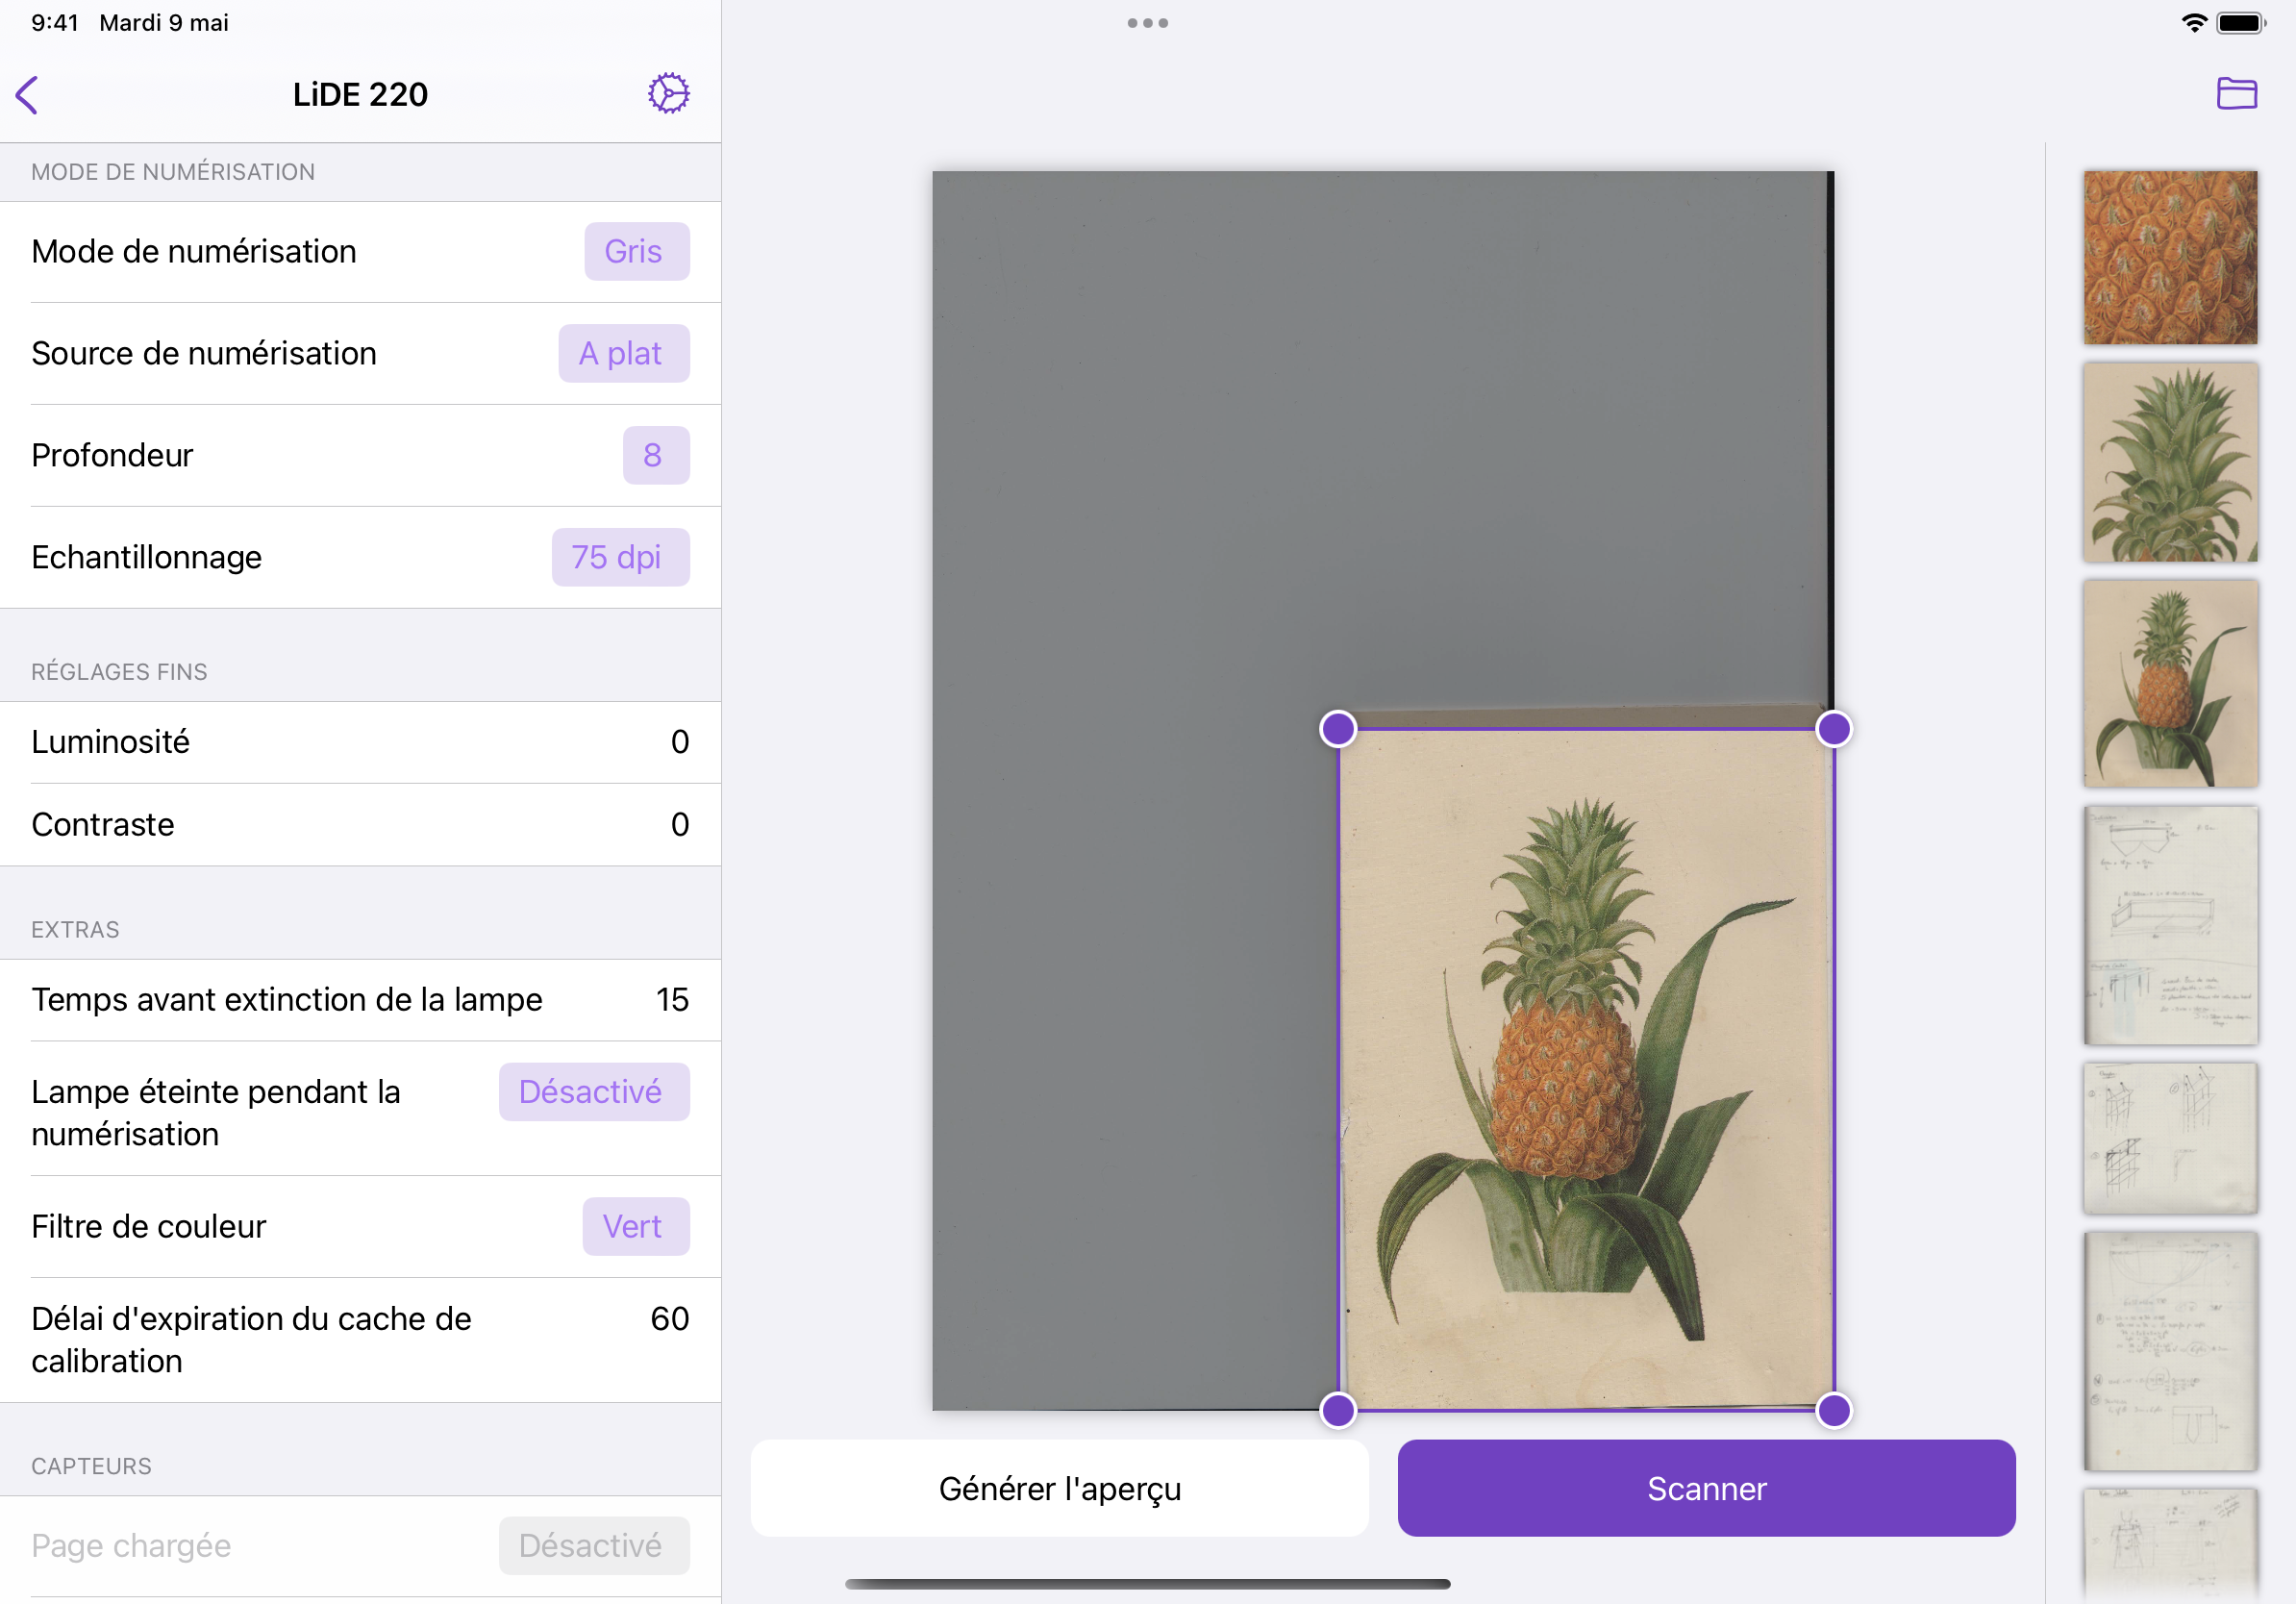 9:41 Mardi 9 mai
LiDE 220
MODE DE NUMÉRISATION
Mode de numérisation Gris
Source de numérisation A plat
Profondeur 8
Echantillonnage 75 dpi
RÉGLAGES FINS
Luminosité 0
Contraste 0
EXTRAS
Temps avant extinction de la lampe 15
Lampe éteinte pendant la Désactivé
numérisation
Filtre de couleur Vert
Délai d'expiration du cache de 60
calibration
CAPTEURS
Page chargée Désactivé
Générer l'aperçu
Scanner